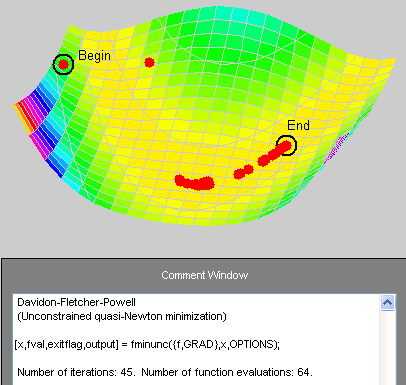 Begin
End
Comment Window
Davidon-Fletcher-Powell
(Unconstrained quasi-Newton minimization)
[x,fval,exitflag,output] = fminunc({f,GRAD},x,OPTIONS);
Number of iterations: 45.  Number of function evaluations: 64.